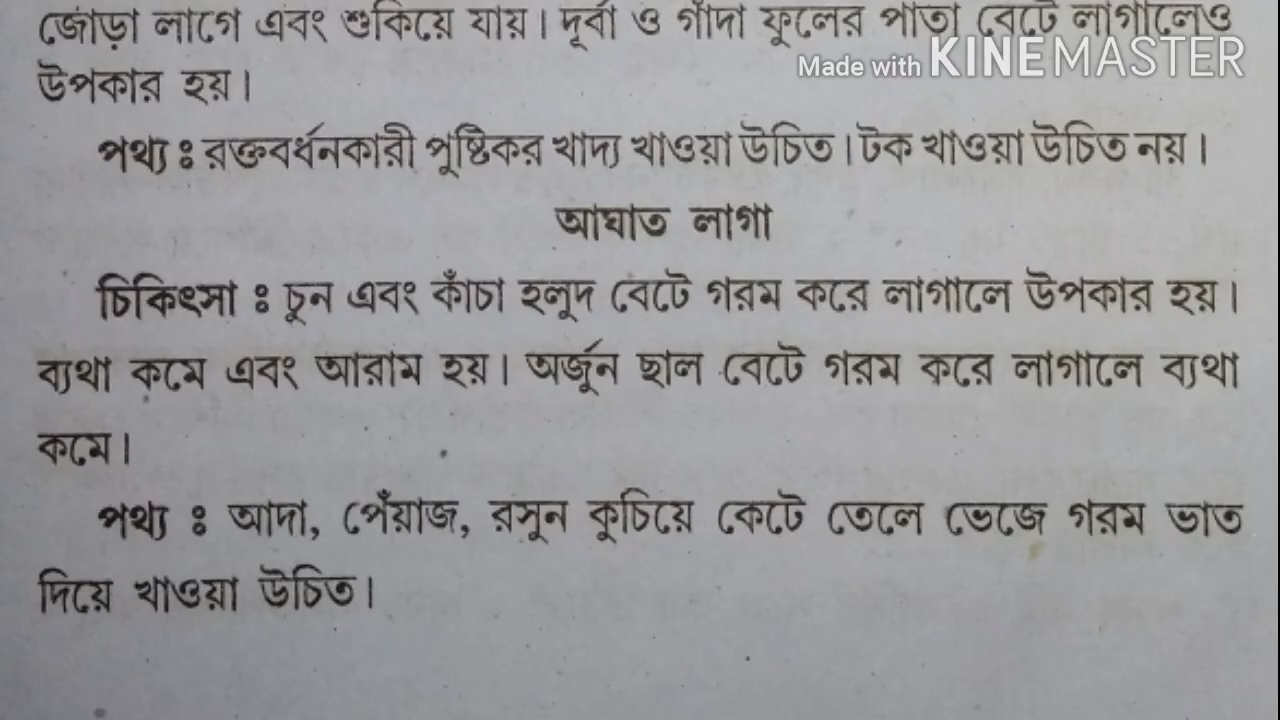 জোড়া লাগে এবং শুকিয়ে যায়। দূর্বা ও গাঁদা ফুলের পাতা বেটে লাগালেও
Made with KINEMASTER
উপকার হয়।
পথ্য ঃ রক্তবর্ধনকারী পুষ্টিকর খাদ্য খাওয়া উচিত। টক খাওয়া উচিত নয়।
আঘাত লাগা
চিকিৎসা ঃ চুন এবং কাঁচা হলুদ বেটে গরম করে লাগালে উপকার হয়।
ব্যথা কমে এবং আরাম হয়। অর্জুন ছাল বেটে গরম করে লাগালে ব্যথা
কমে।
পথ্য ঃ আদা, পেঁয়াজ, রসুন কুচিয়ে কেটে তেলে ভেজে গরম ভাত
দিয়ে খাওয়া উচিত।